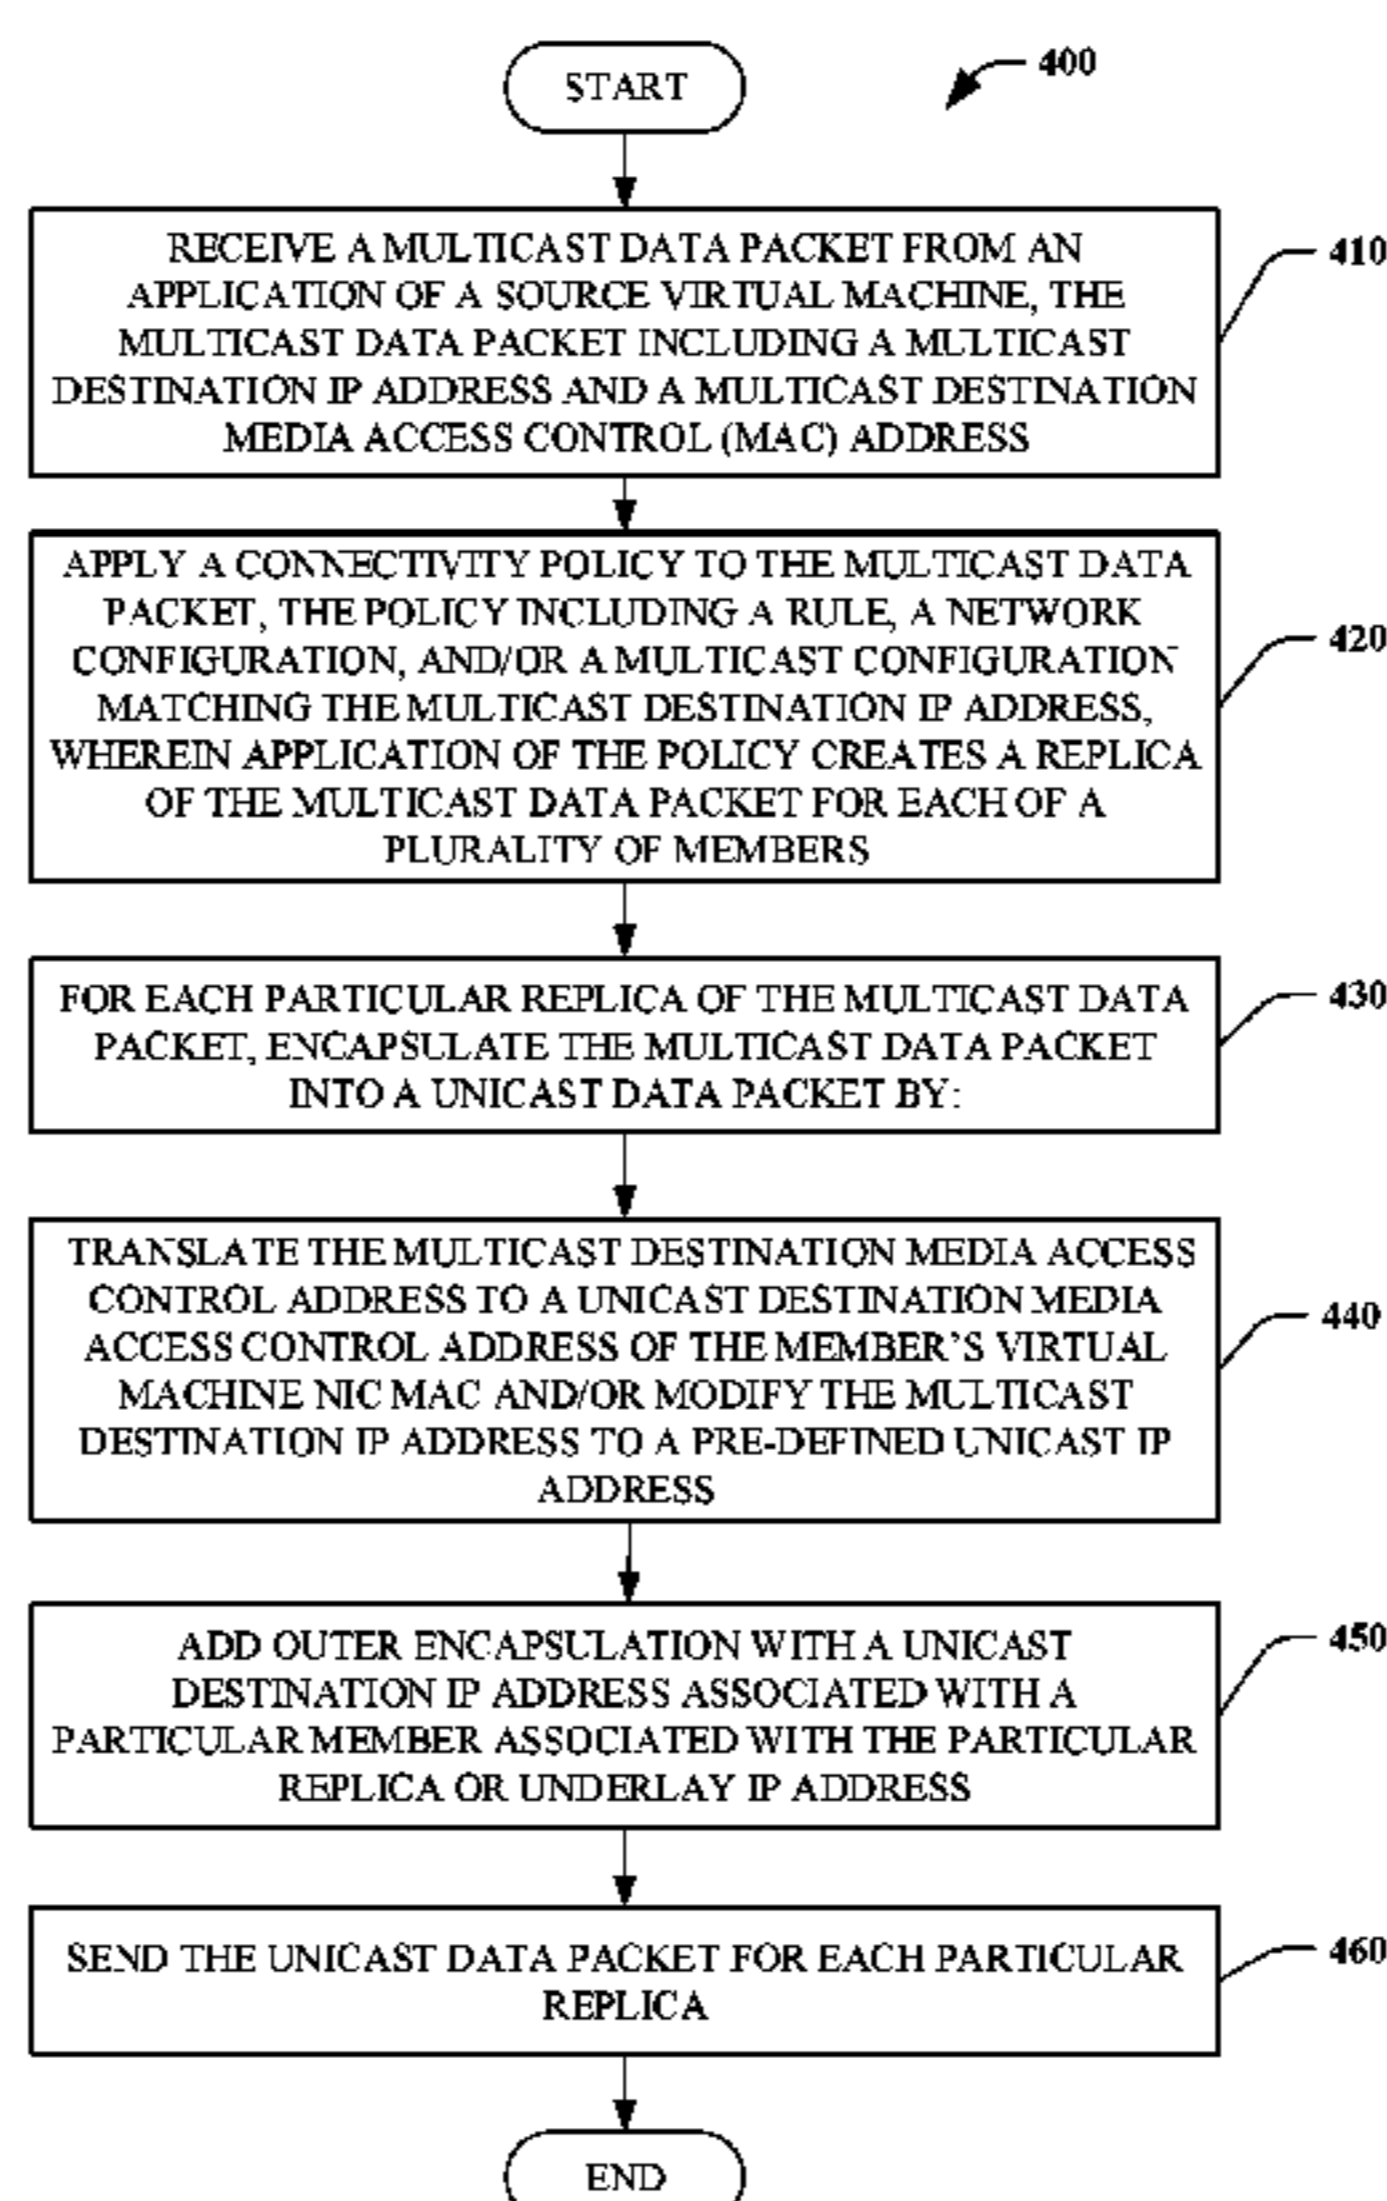 START
400
RECEIVE A MULTICAST DATA PACKET FROM AN
APPLICATION OF A SOURCE VIRTUAL MACHINE, THE
MULTICAST DATA PACKET INCLUDING A MULTICAST
DESTINATION IP ADDRESS AND A MULTICAST DESTINATION
MEDIA ACCESS CONTROL (MAC) ADDRESS
410
APPLY A CONNECTIVITY POLICY TO THE MULTICAST DATA
PACKET, THE POLICY INCLUDING A RULE, A NETWORK
CONFIGURATION, AND/OR A MULTICAST CONFIGURATION
MATCHING THE MULTICAST DESTINATION IP ADDRESS,
WHEREIN APPLICATION OF THE POLICY CREATES A REPLICA
OF THE MULTICAST DATA PACKET FOR EACH OF A
PLURALITY OF MEMBERS
420
FOR EACH PARTICULAR REPLICA OF THE MULTICAST DATA
PACKET, ENCAPSULATE THE MULTICAST DATA PACKET
INTO A UNICAST DATA PACKET BY:
430
TRANSLATE THE MULTICAST DESTINATION MEDIA ACCESS
CONTROL ADDRESS TO A UNICAST DESTINATION MEDIA
ACCESS CONTROL ADDRESS OF THE MEMBER'S VIRTUAL
MACHINE NIC MAC AND/OR MODIFY THE MULTICAST
DESTINATION IP ADDRESS TO A PRE-DEFINED UNICAST IP
ADDRESS
440
ADD OUTER ENCAPSULATION WITH A UNICAST
DESTINATION IP ADDRESS ASSOCIATED WITH A
PARTICULAR MEMBER ASSOCIATED WITH THE PARTICULAR
REPLICA OR UNDERLAY IP ADDRESS
450
SEND THE UNICAST DATA PACKET FOR EACH PARTICULAR
REPLICA
460
END